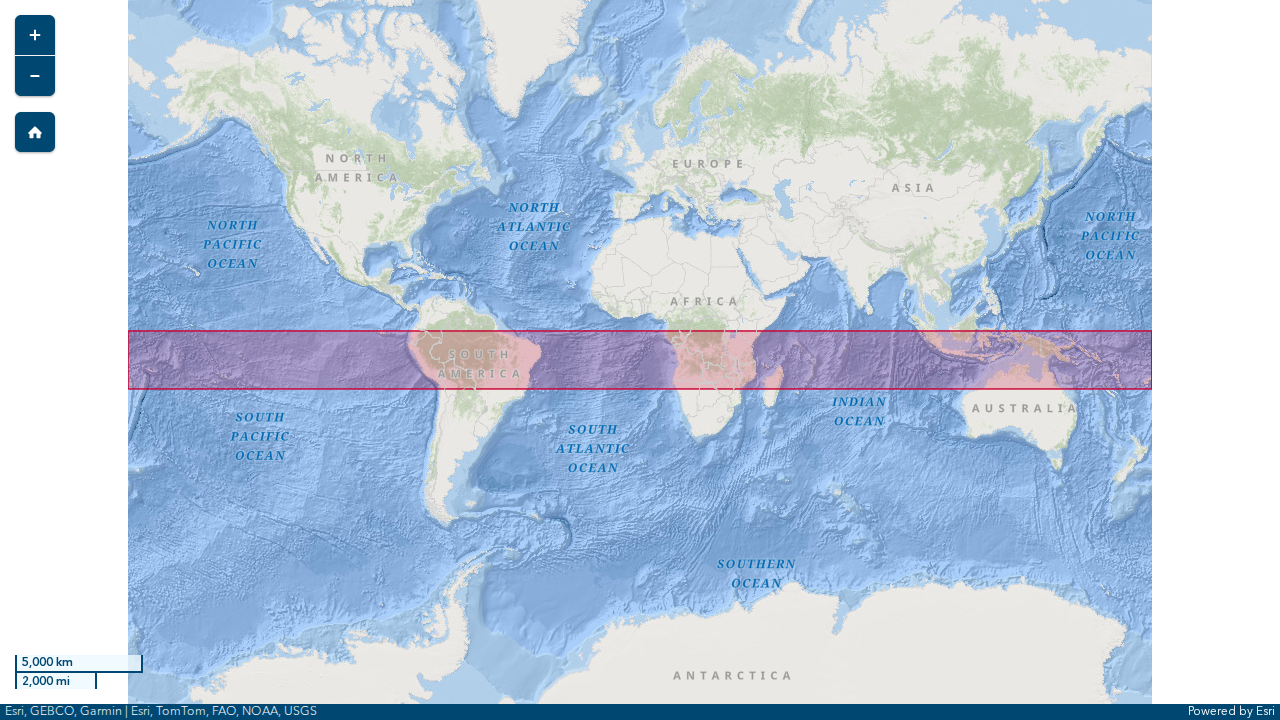 +
−
NORTH
AMERICA
EUROPE
ASIA
NORTH
ATLANTIC
OCEAN
NORTH
PACIFIC
OCEAN
NORTH
PACIFIC
OCEAN
AFRICA
SOUTH
AMERICA
INDIAN
OCEAN
AUSTRALIA
SOUTH
PACIFIC
OCEAN
SOUTH
ATLANTIC
OCEAN
SOUTHERN
OCEAN
ANTARCTICA
5,000 km
2,000 mi
Esri, GEBCO, Garmin | Esri, TomTom, FAO, NOAA, USGS
Powered by Esri